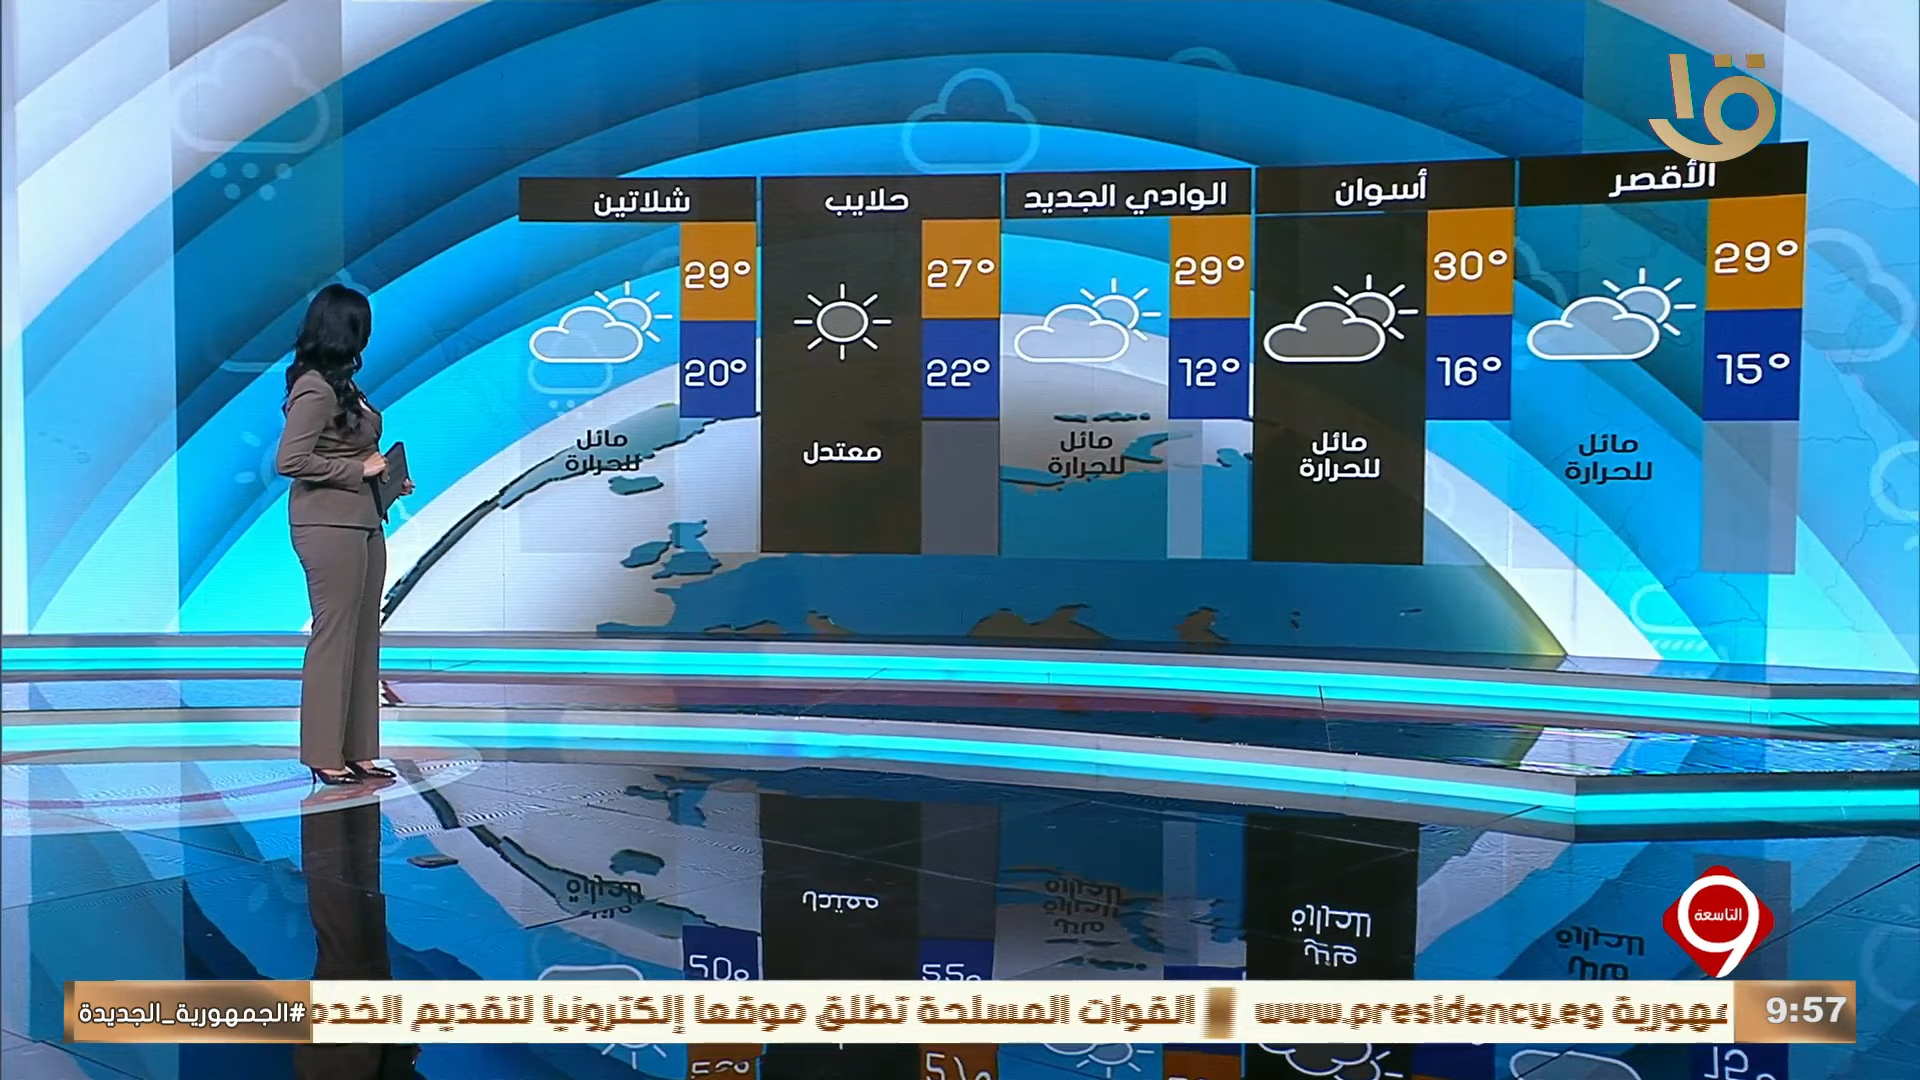 الأقصر
29°
15°
مائل
للحرارة
أسوان
30°
16°
مائل
للحرارة
الوادي الجديد
29°
12°
مائل
للحرارة
حلايب
27°
22°
معتدل
شلاتين
29°
20°
مائل
للحرارة
التاسعة
9
9:57
www.presidency.eg القوات المسلحة تطلق موقعا إلكترونيا لتقديم
#الجمهورية_الجديدة